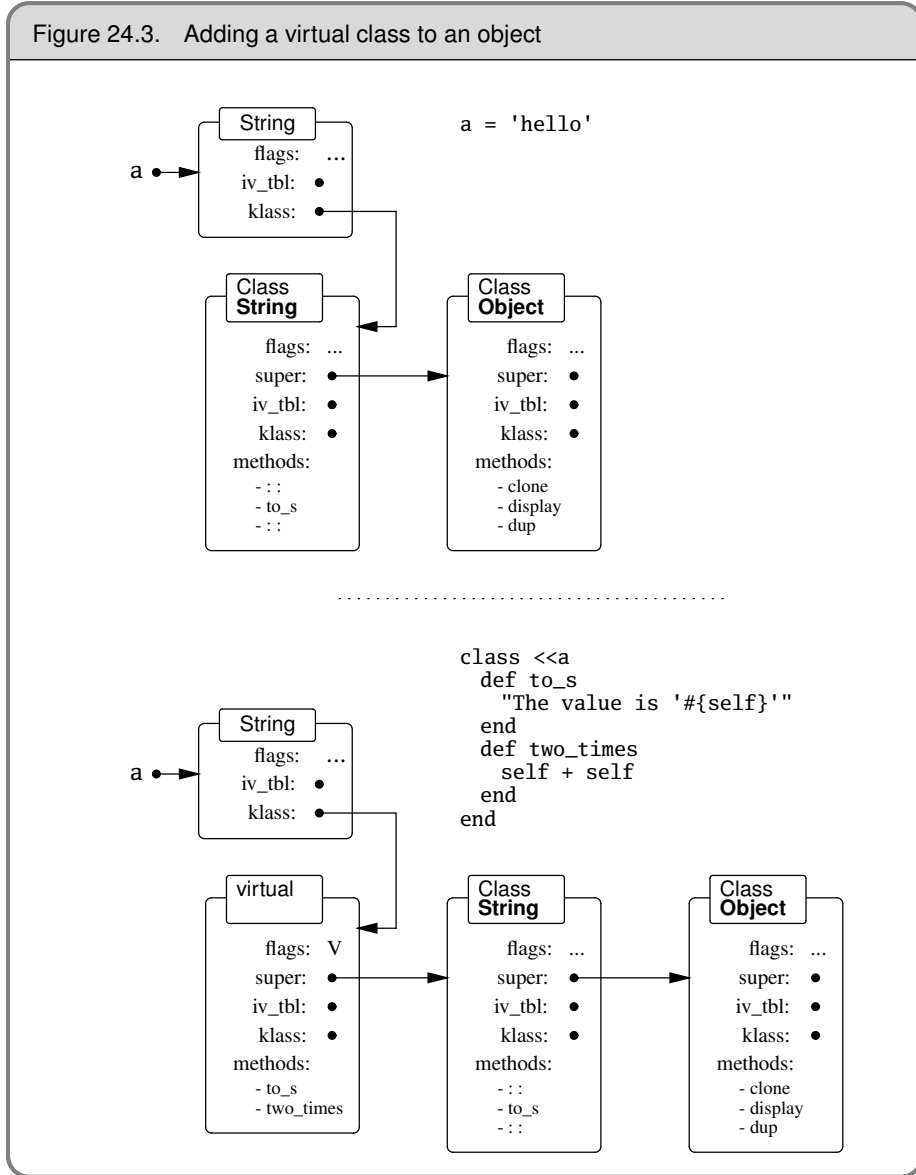 Figure 24.3. Adding a virtual class to an object
String
a = 'hello'
flags: ...
a
iv_tbl:
klass:
Class
String
Class
Object
flags: ...
super:
iv_tbl:
klass:
methods:
- : :
- to_s
- : :
flags: ...
super:
iv_tbl:
klass:
methods:
- clone
- display
- dup
class <<a
  def to_s
    "The value is '#{self}'"
  end
  def two_times
    self + self
  end
end
String
flags: ...
a
iv_tbl:
klass:
virtual
flags: V
super:
iv_tbl:
klass:
methods:
- to_s
- two_times
Class
String
flags: ...
super:
iv_tbl:
klass:
methods:
- : :
- to_s
- : :
Class
Object
flags: ...
super:
iv_tbl:
klass:
methods:
- clone
- display
- dup